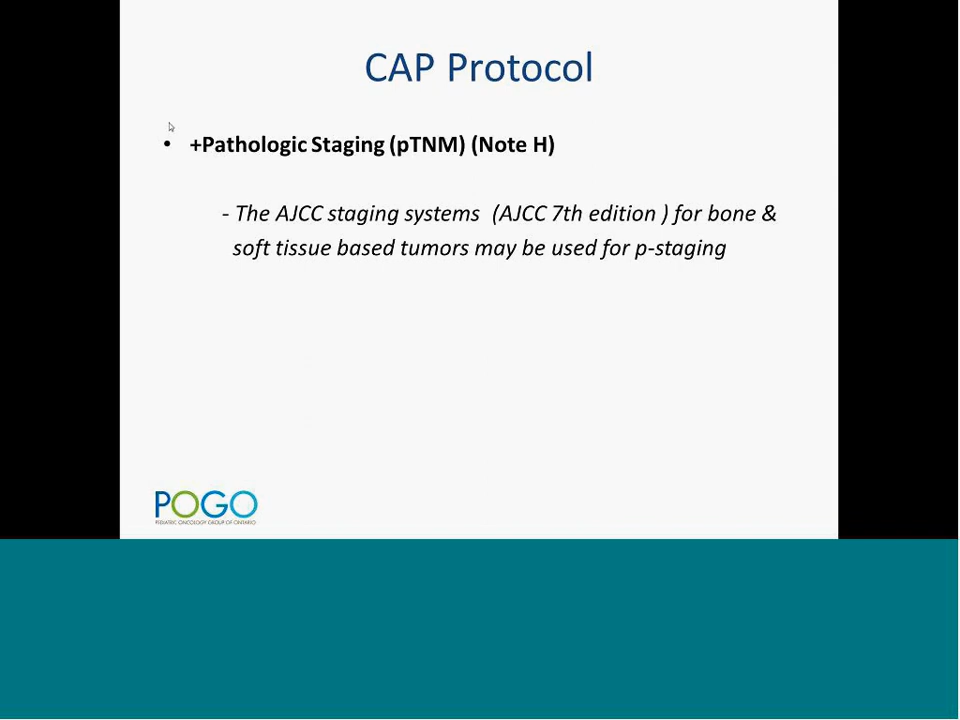 CAP Protocol
• +Pathologic Staging (pTNM) (Note H)
- The AJCC staging systems (AJCC 7th edition ) for bone &
soft tissue based tumors may be used for p-staging
POGO
PEDIATRIC ONCOLOGY GROUP OF ONTARIO